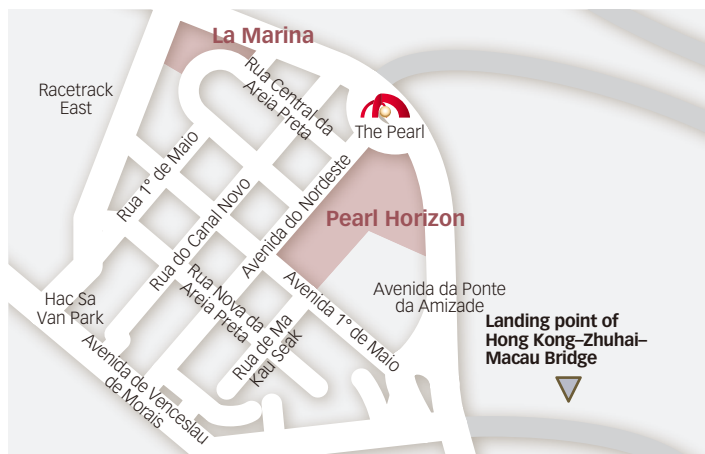 La Marina
Racetrack
East
Rua Central da
Areia Preta
The Pearl
Rua 1° de Maio
Rua do Canal Novo
Avenida do Nordeste
Pearl Horizon
Rua Nova da
Areia Preta
Avenida 1° de Maio
Avenida da Ponte
da Amizade
Hac Sa
Van Park
Rua de Ma
Kau Seak
Landing point of
Hong Kong–Zhuhai–
Macau Bridge
Avenida de Venceslau
de Morais